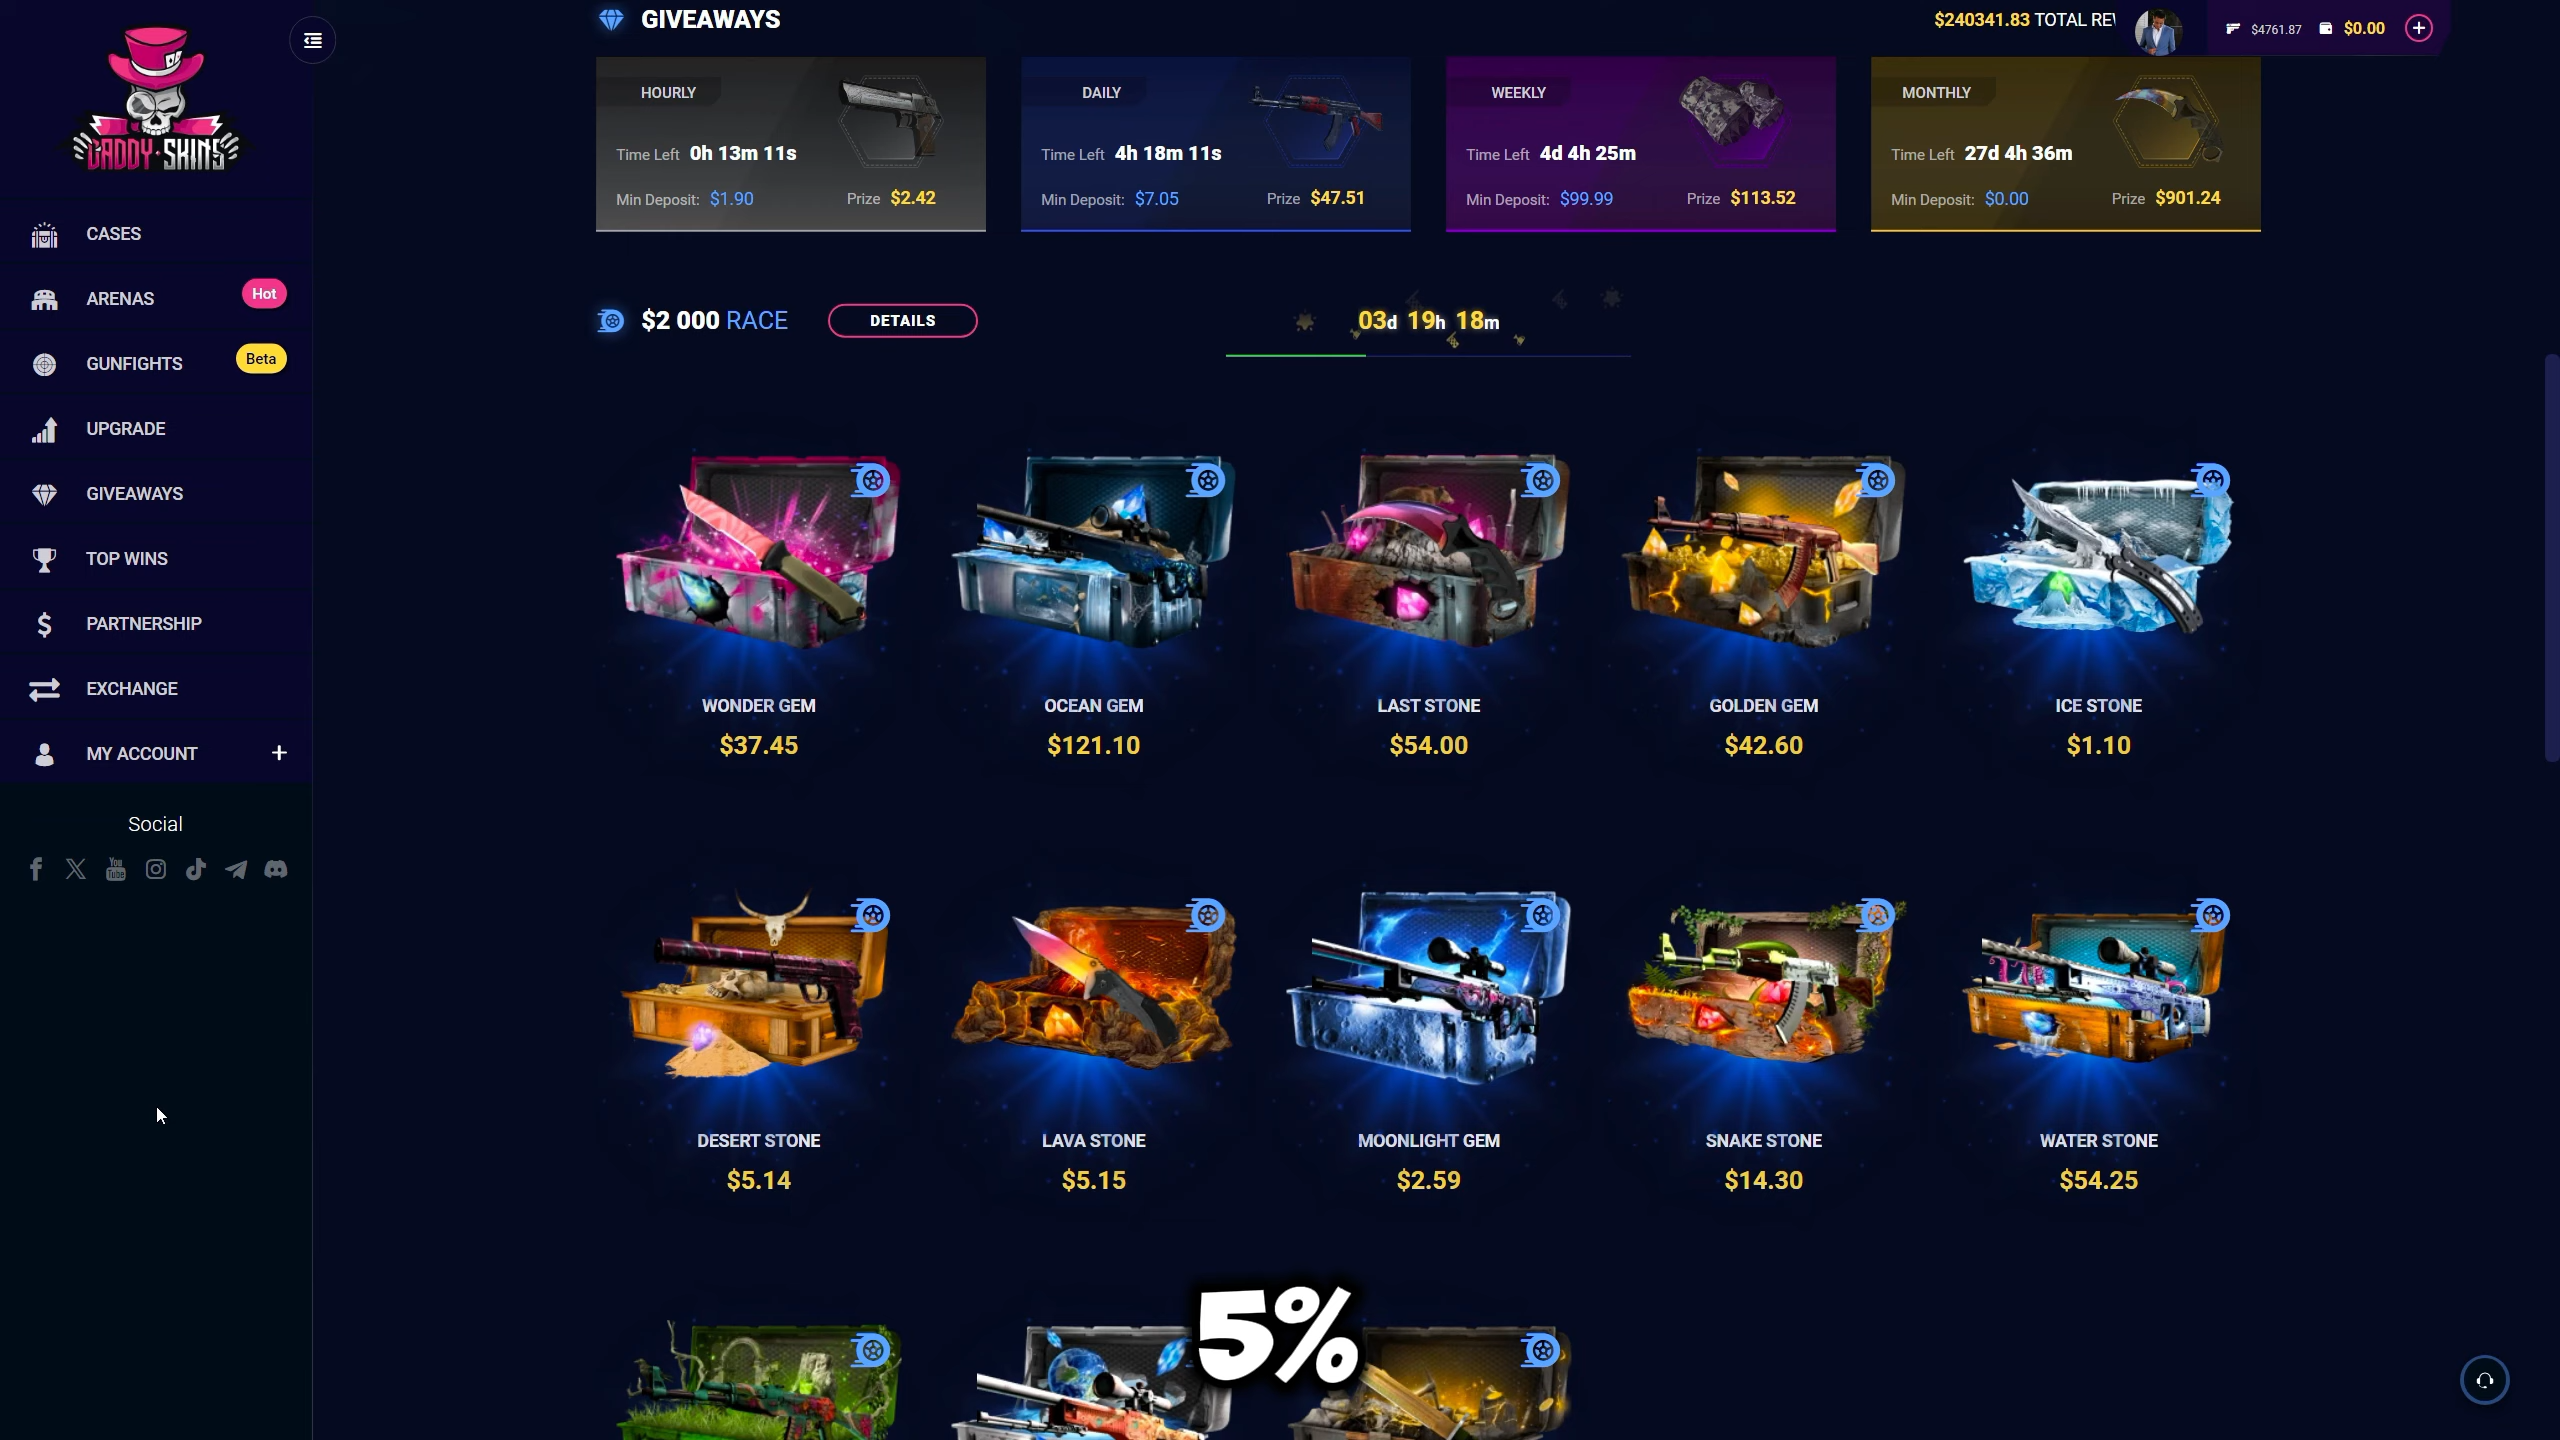 GIVEAWAYS
$240341.83 TOTAL REW
$4761.87
$0.00
DADDY SKINS
HOURLY
Time Left 0h 13m 11s
Min Deposit: $1.90
Prize $2.42
DAILY
Time Left 4h 18m 11s
Min Deposit: $7.05
Prize $47.51
WEEKLY
Time Left 4d 4h 25m
Min Deposit: $99.99
Prize $113.52
MONTHLY
Time Left 27d 4h 36m
Min Deposit: $0.00
Prize $901.24
CASES
ARENAS
Hot
GUNFIGHTS
Beta
UPGRADE
GIVEAWAYS
TOP WINS
PARTNERSHIP
EXCHANGE
MY ACCOUNT
Social
You
Tube
$2 000 RACE
DETAILS
03d 19h 18m
WONDER GEM
$37.45
OCEAN GEM
$121.10
LAST STONE
$54.00
GOLDEN GEM
$42.60
ICE STONE
$1.10
DESERT STONE
$5.14
LAVA STONE
$5.15
MOONLIGHT GEM
$2.59
SNAKE STONE
$14.30
WATER STONE
$54.25
5%